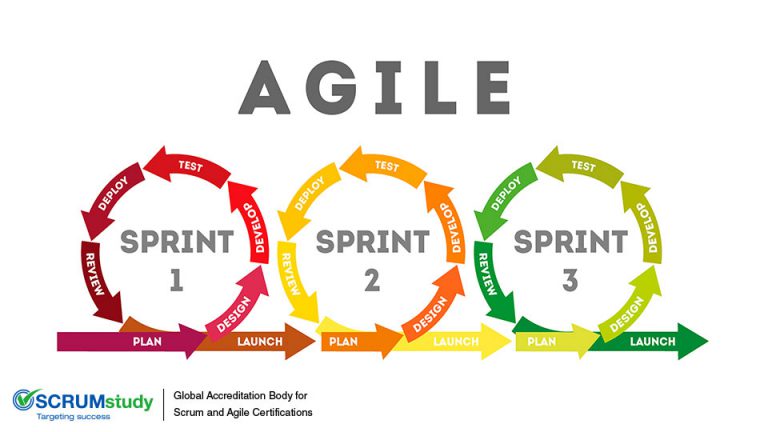 AGILE
TEST
DEPLOY
DEVELOP
SPRINT
1
REVIEW
DESIGN
PLAN
LAUNCH
TEST
DEPLOY
DEVELOP
SPRINT
2
REVIEW
DESIGN
PLAN
LAUNCH
TEST
DEPLOY
DEVELOP
SPRINT
3
REVIEW
DESIGN
PLAN
LAUNCH
SCRUMstudy
Targeting success
Global Accreditation Body for
Scrum and Agile Certifications